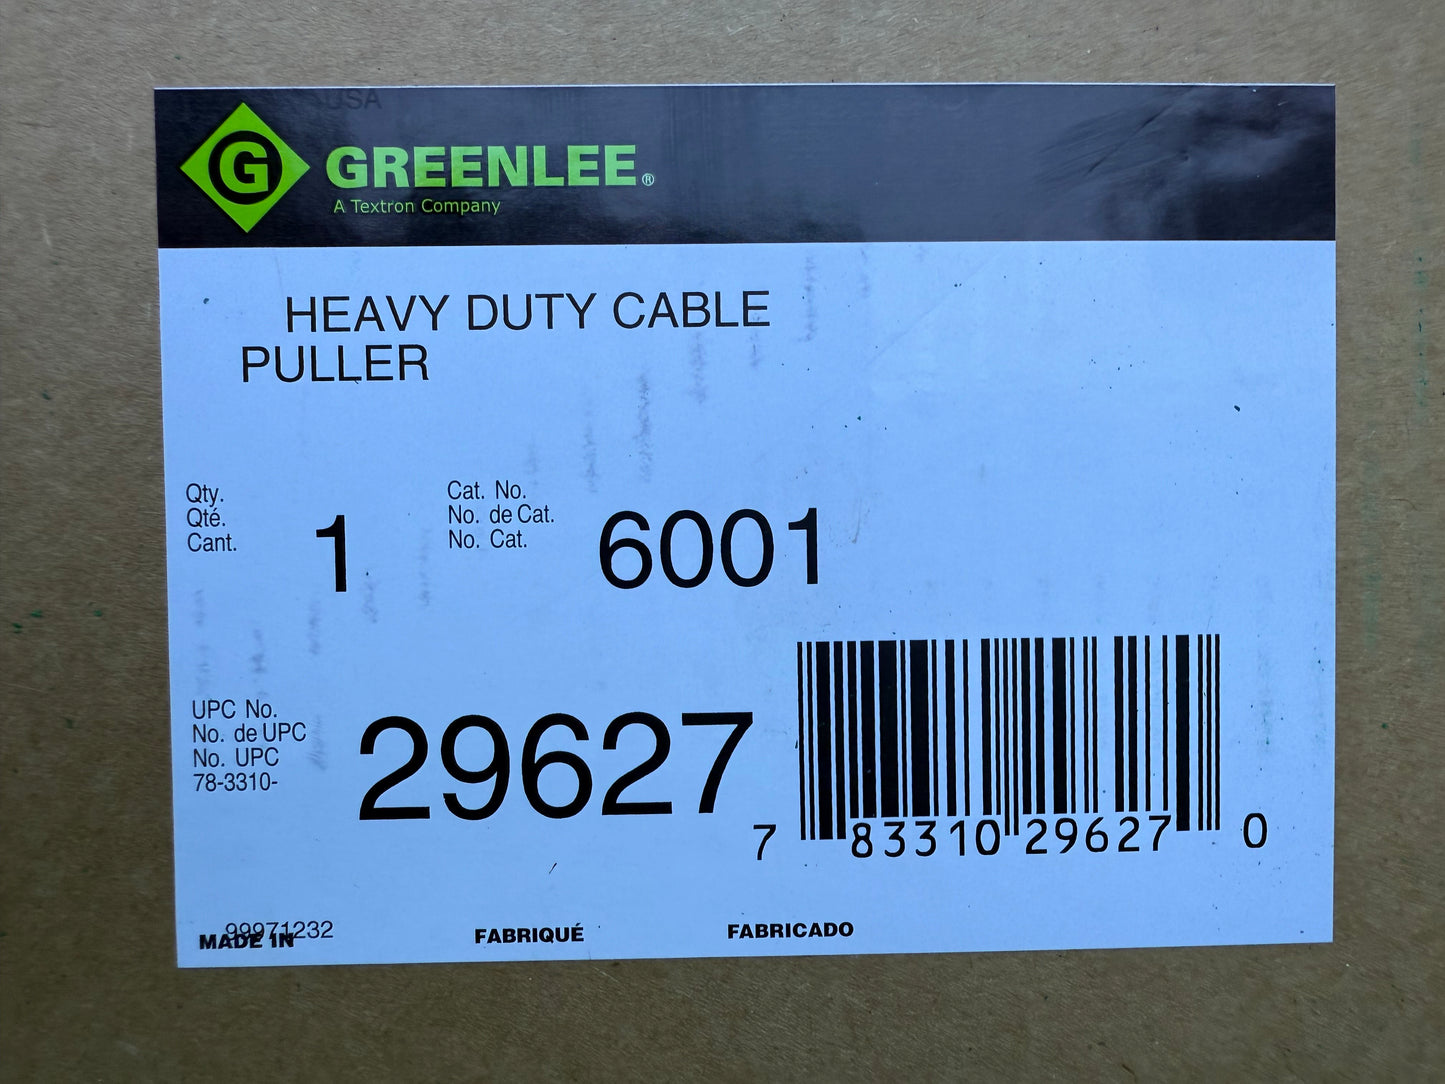 USA
G GREENLEE®
A Textron Company
HEAVY DUTY CABLE
PULLER
Qty.
Qté.
Cant.
1
Cat. No.
No. de Cat.
No. Cat.
6001
UPC No.
No. de UPC
No. UPC
78-3310-
29627
7 83310 29627 0
99971232
MADE IN FABRIQUÉ FABRICADO